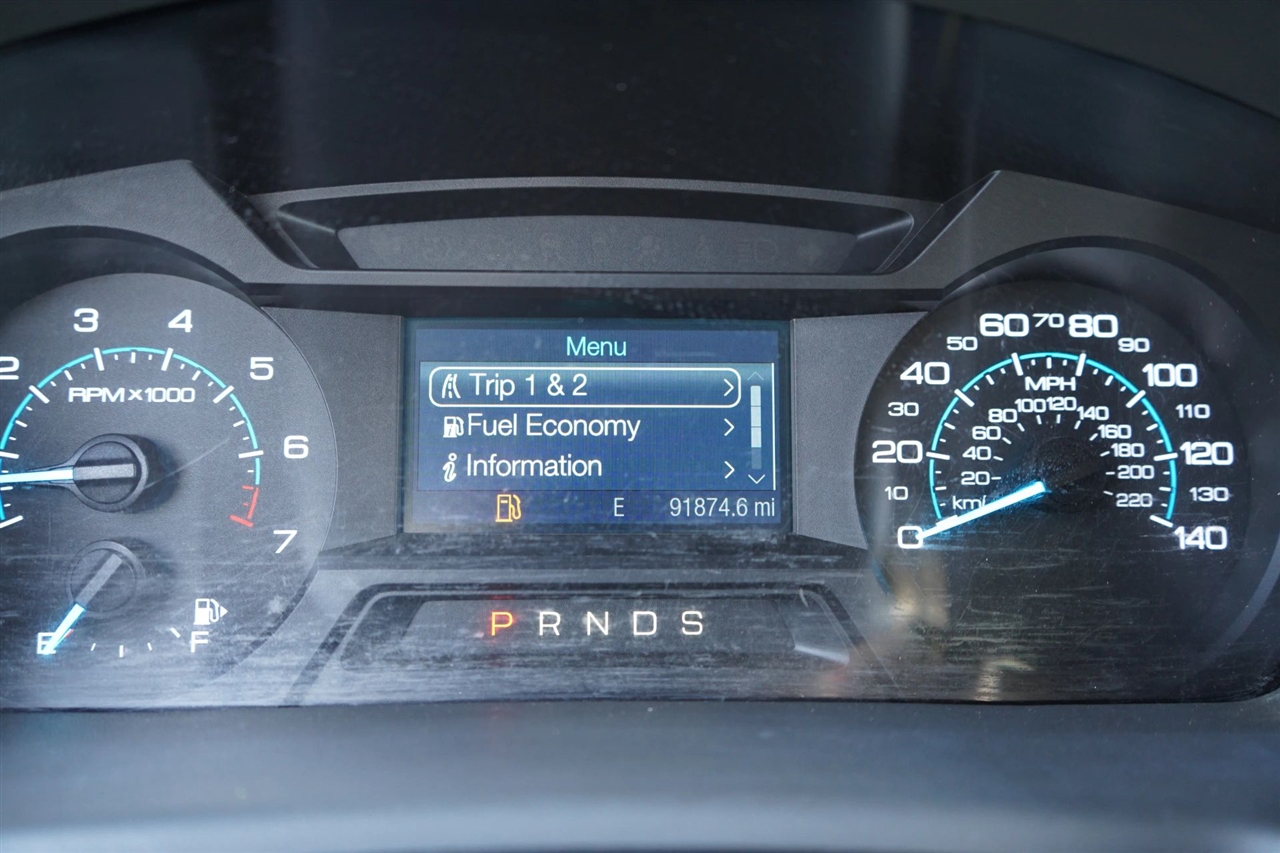 2 3 4 5 6 7
RPM x 1000
E F
Menu
Trip 1 & 2
Fuel Economy
Information
E 91874.6 mi
P R N D S
0 10 20 30 40 50 60 70 80 90 100 110 120 130 140
MPH
20 40 60 80 100 120 140 160 180 200 220